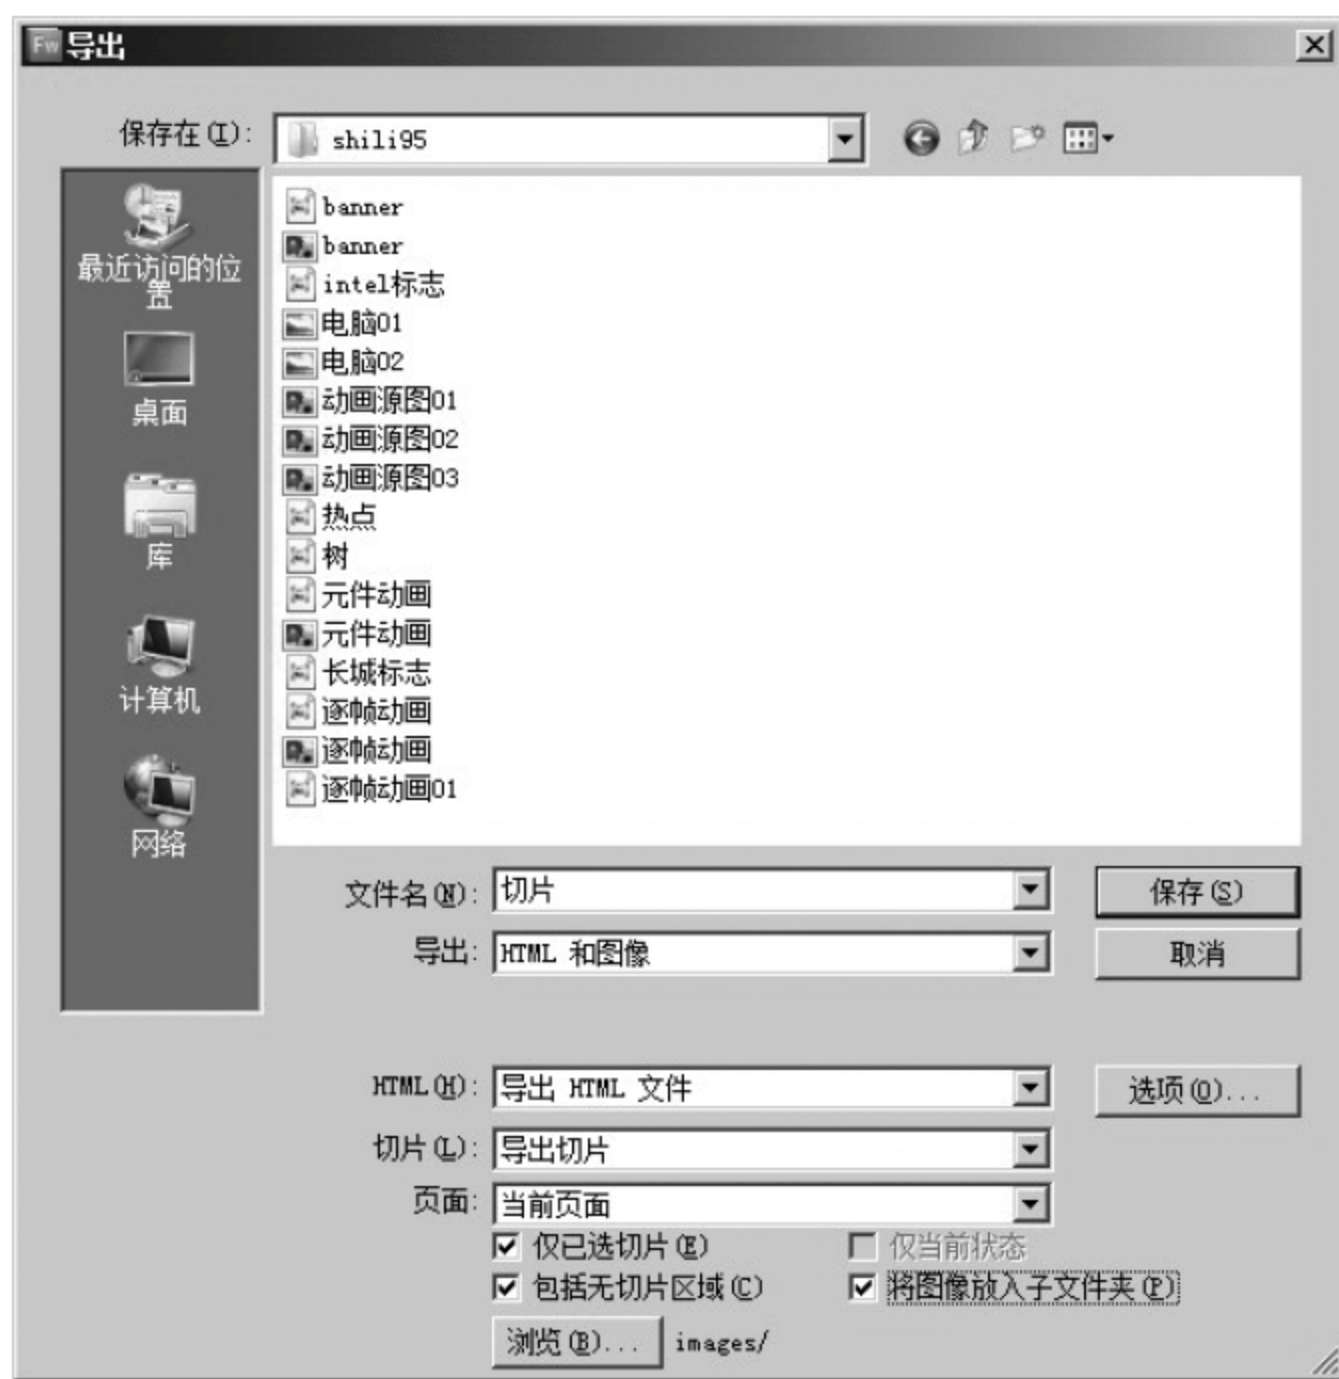 Fw 导出
保存在(I): shili95
最近访问的位
置
桌面
库
计算机
网络
banner
banner
intel标志
电脑01
电脑02
动画源图01
动画源图02
动画源图03
热点
树
元件动画
元件动画
长城标志
逐帧动画
逐帧动画
逐帧动画01
文件名(N): 切片 保存(S)
导出: HTML 和图像 取消
HTML(H): 导出 HTML 文件 选项(O)...
切片(L): 导出切片
页面: 当前页面
仅已选切片(E) 仅当前状态
包括无切片区域(C) 将图像放入子文件夹(P)
浏览(B)... images/